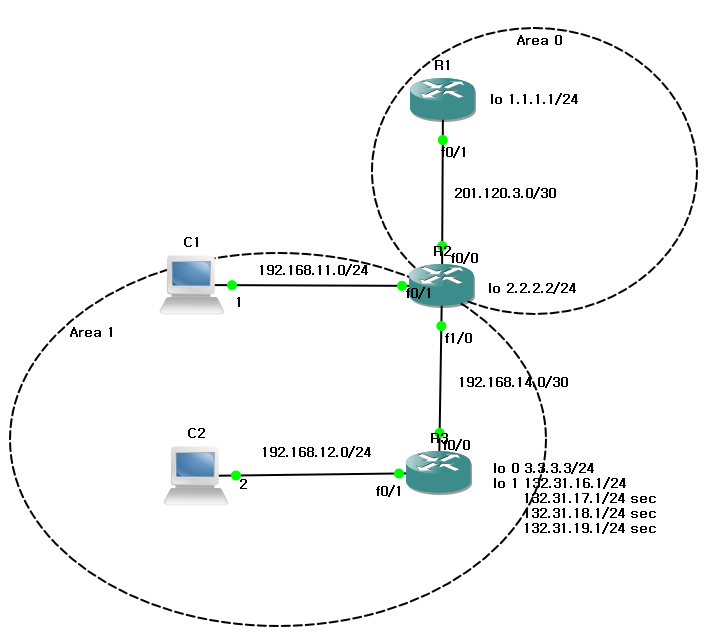 Area 0
R1
lo 1.1.1.1/24
f0/1
201.120.3.0/30
C1
R2
f0/0
192.168.11.0/24
f0/1
lo 2.2.2.2/24
1
Area 1
f1/0
192.168.14.0/30
C2
R3
f0/0
192.168.12.0/24
2
f0/1
lo 0 3.3.3.3/24
lo 1 132.31.16.1/24
132.31.17.1/24 sec
132.31.18.1/24 sec
132.31.19.1/24 sec